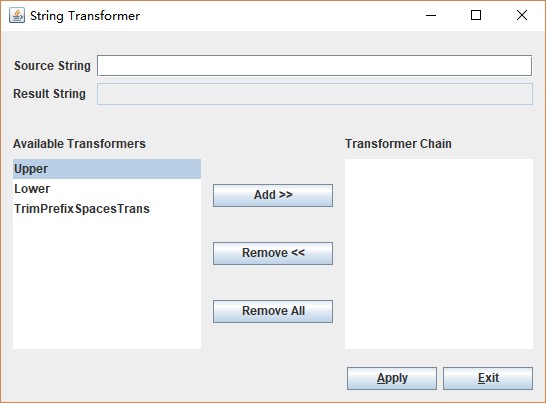 String Transformer
Source String
Result String
Available Transformers
Transformer Chain
Upper
Lower
TrimPrefixSpacesTrans
Add >>
Remove <<
Remove All
Apply
Exit